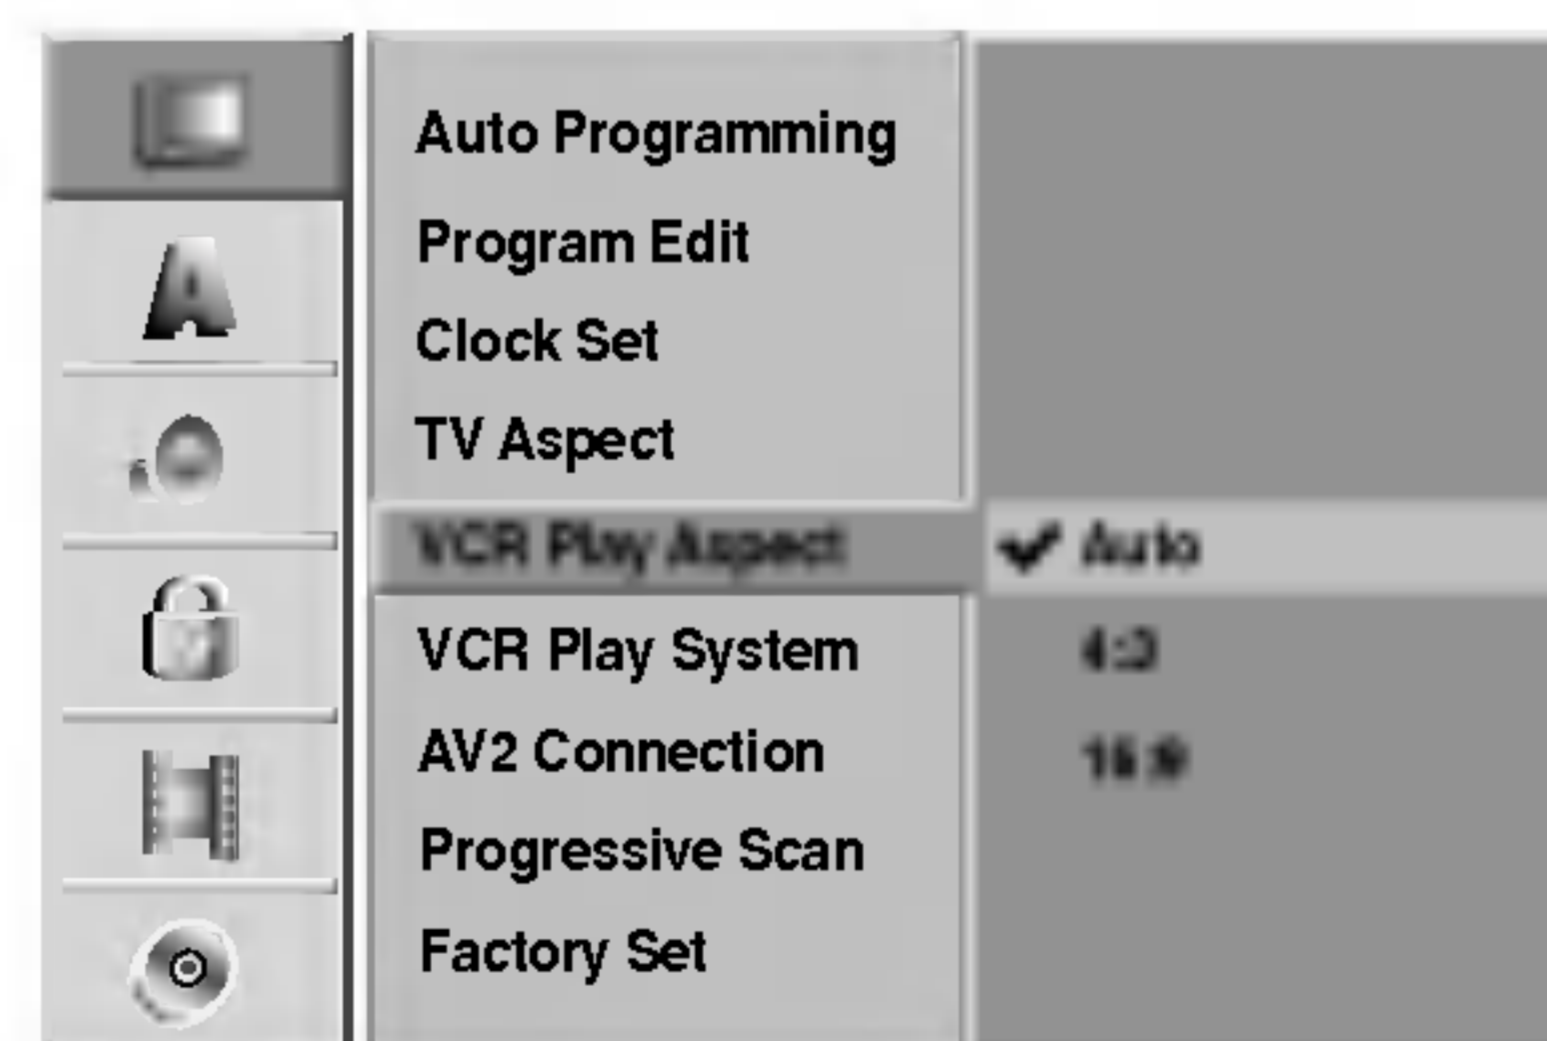 Auto Programming
Program Edit
Clock Set
TV Aspect
VCR Play Aspect
✔ Auto
4:3
16:9
VCR Play System
AV2 Connection
Progressive Scan
Factory Set